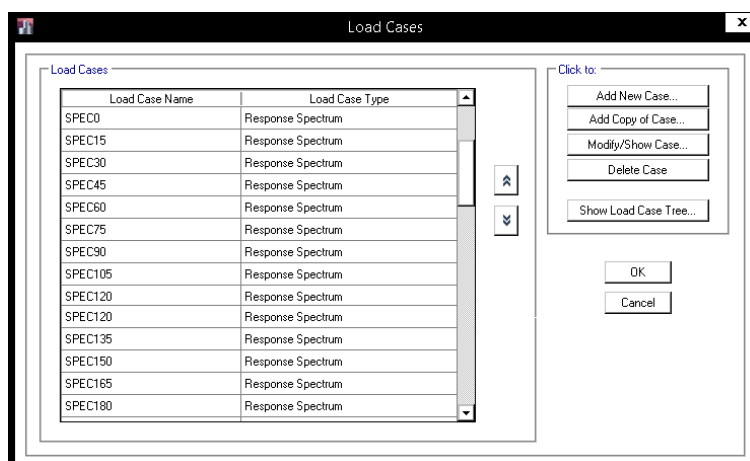 Load Cases
x
Load Cases
Load Case Name Load Case Type
SPEC0 Response Spectrum
SPEC15 Response Spectrum
SPEC30 Response Spectrum
SPEC45 Response Spectrum
SPEC60 Response Spectrum
SPEC75 Response Spectrum
SPEC90 Response Spectrum
SPEC105 Response Spectrum
SPEC120 Response Spectrum
SPEC120 Response Spectrum
SPEC135 Response Spectrum
SPEC150 Response Spectrum
SPEC165 Response Spectrum
SPEC180 Response Spectrum
Click to:
Add New Case...
Add Copy of Case...
Modify/Show Case...
Delete Case
Show Load Case Tree...
OK
Cancel